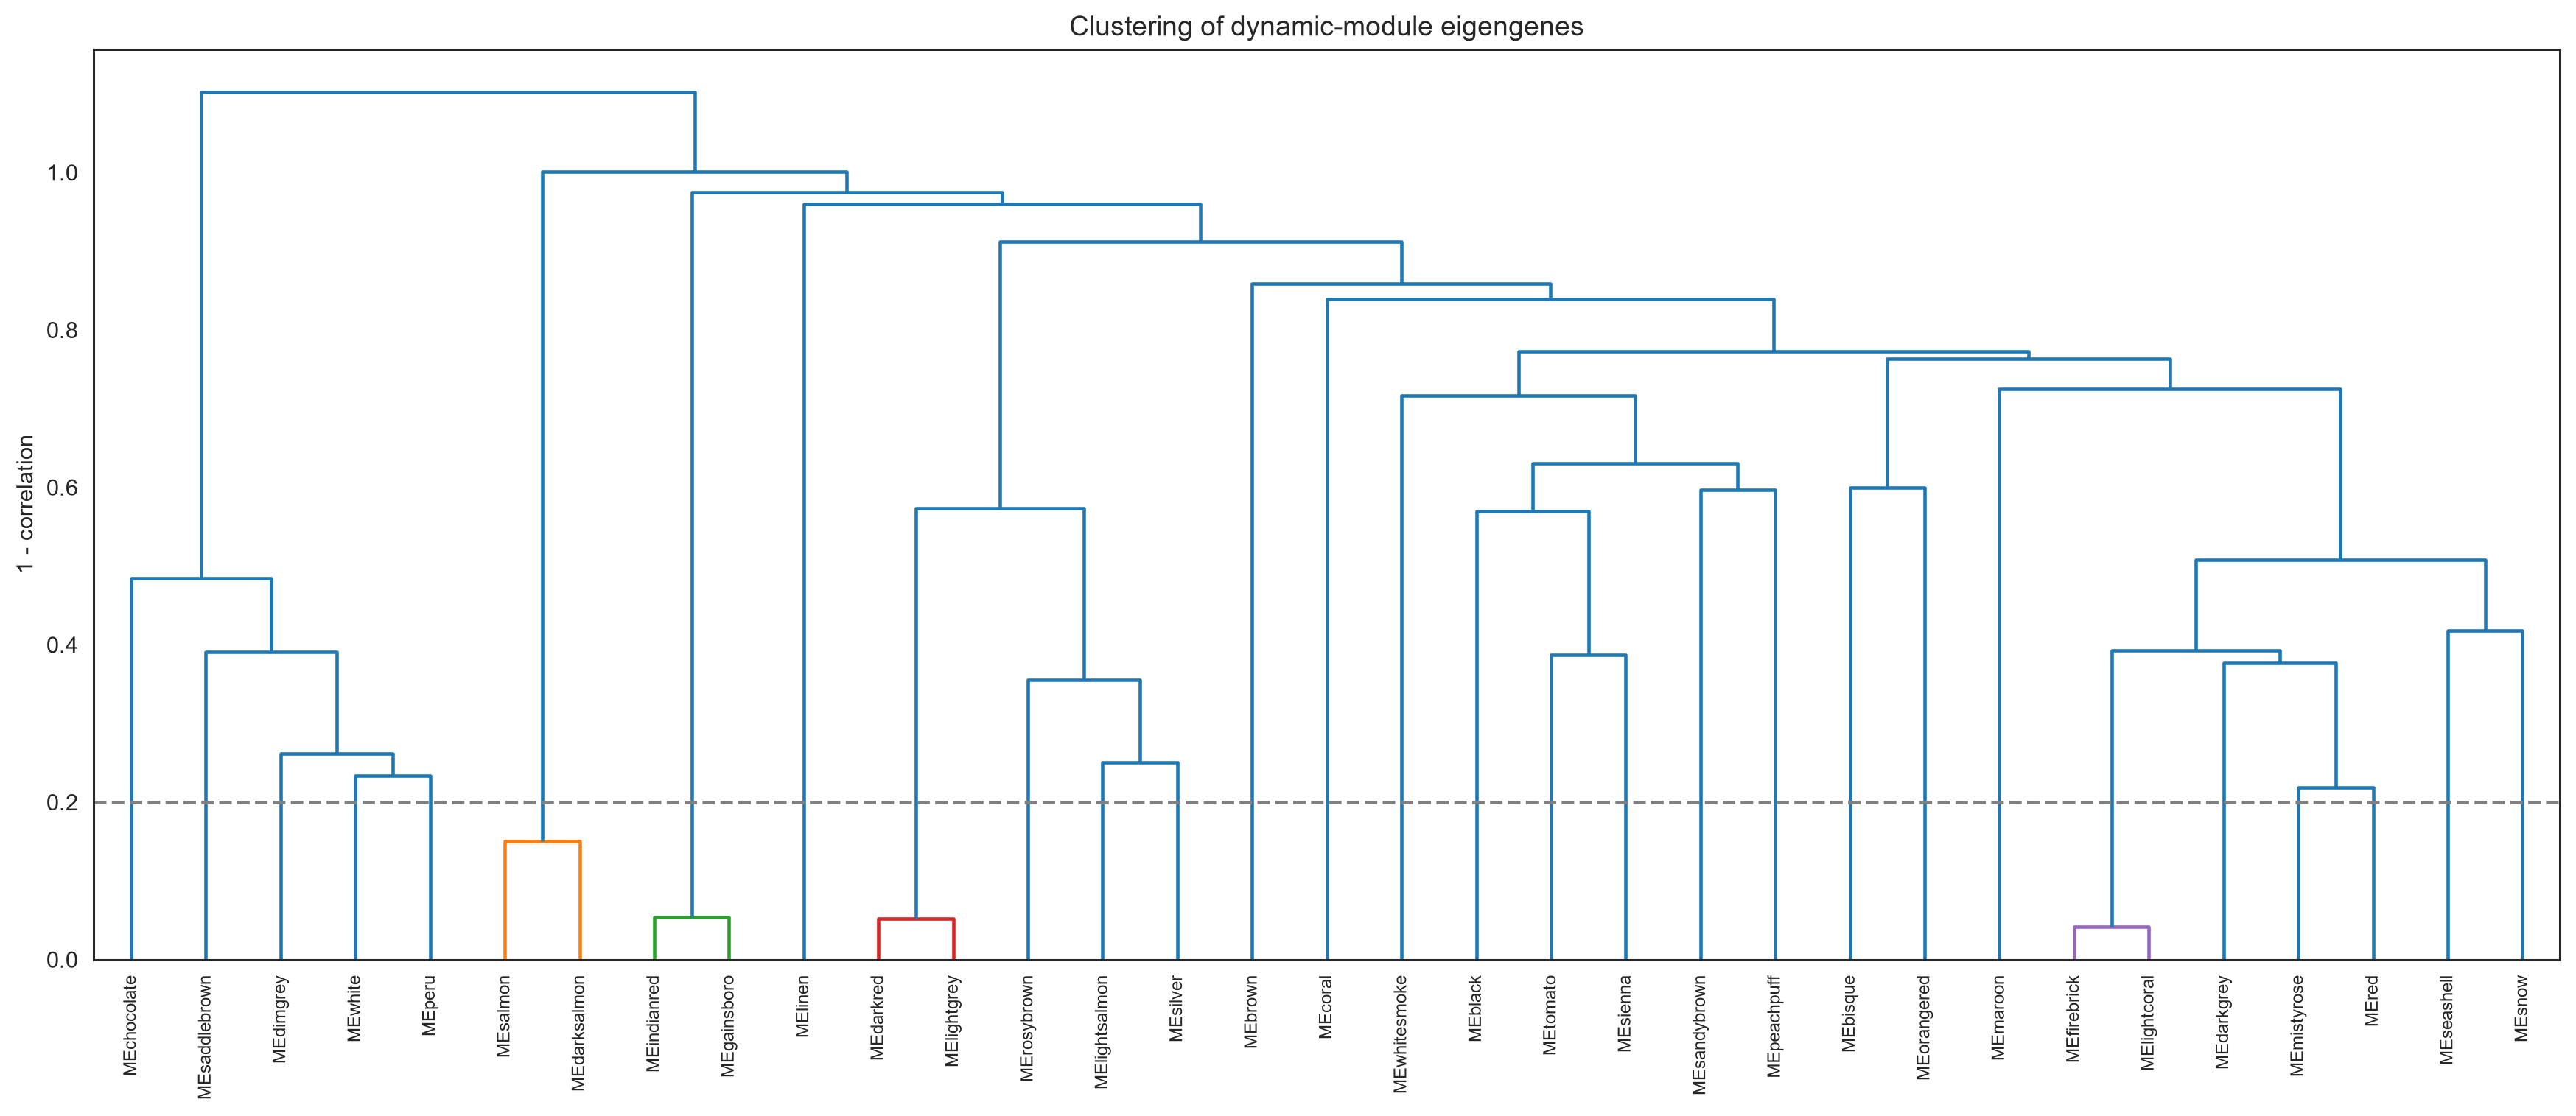 Clustering of dynamic-module eigengenes
1 - correlation
1.0
0.8
0.6
0.4
0.2
0.0
MEchocolate
MEsaddlebrown
MEdimgrey
MEwhite
MEperu
MEsalmon
MEdarksalmon
MEindianred
MEgainsboro
MElinen
MEdarkred
MElightgrey
MErosybrown
MElightsalmon
MEsilver
MEbrown
MEcoral
MEwhitesmoke
MEblack
MEtomato
MEsienna
MEsandybrown
MEpeachpuff
MEbisque
MEorangered
MEmaroon
MEfirebrick
MElightcoral
MEdarkgrey
MEmistyrose
MEred
MEseashell
MEsnow